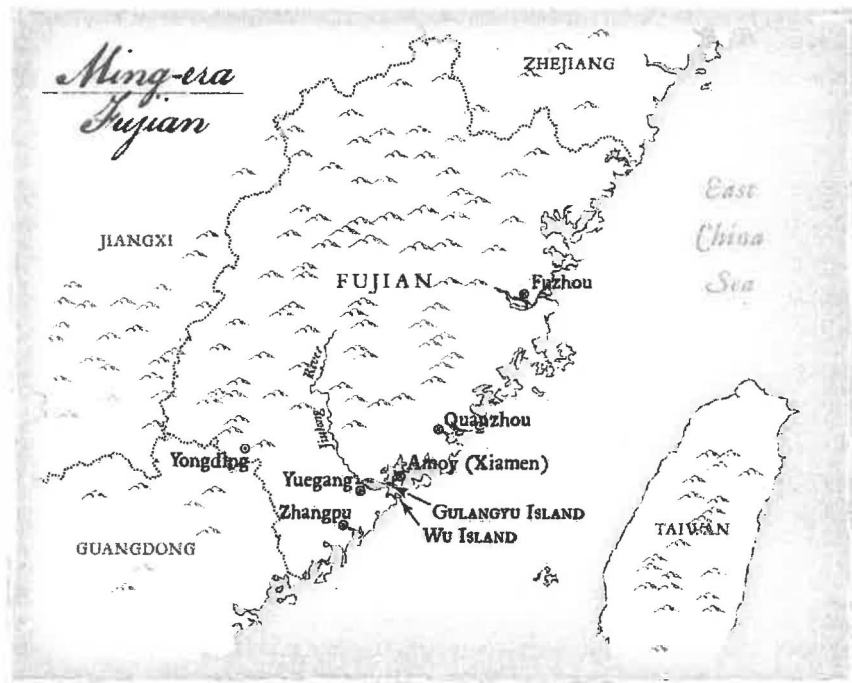 Ming-era
Fujian
ZHEJIANG
East
China
Sea
JIANGXI
FUJIAN
Fuzhou
Jiulong River
Quanzhou
Yongding
Amoy (Xiamen)
Yuegang
GULANGYU ISLAND
Zhangpu
WU ISLAND
GUANGDONG
TAIWAN